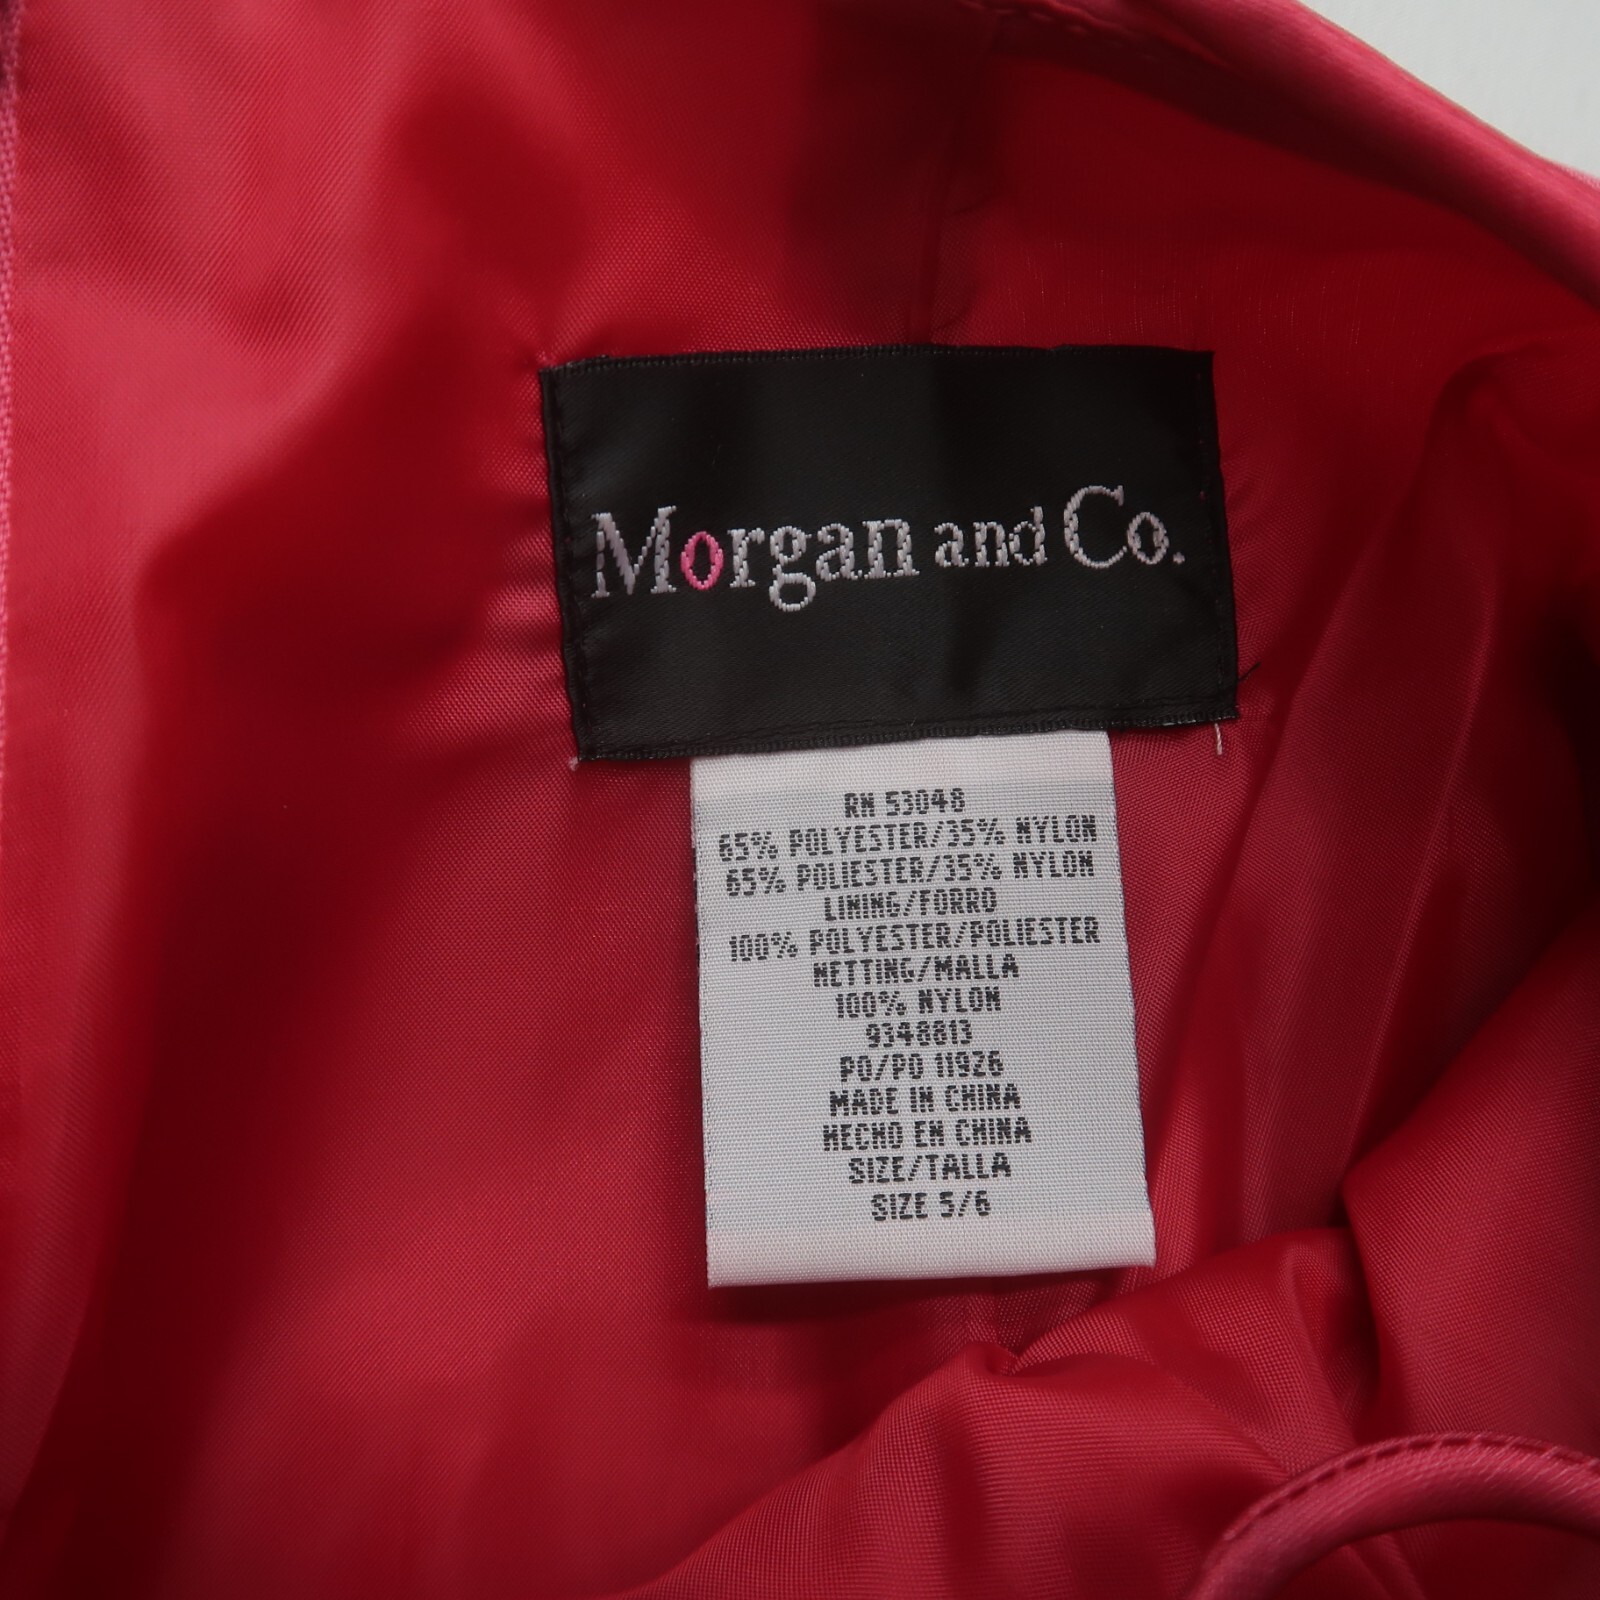 Morgan and Co.
RN 53048
65% POLYESTER/35% NYLON
65% POLIESTER/35% NYLON
LINING/FORRO
100% POLYESTER/POLIESTER
NETTING/MALLA
100% NYLON
9348813
PO/PO 11926
MADE IN CHINA
HECHO EN CHINA
SIZE/TALLA
SIZE 5/6